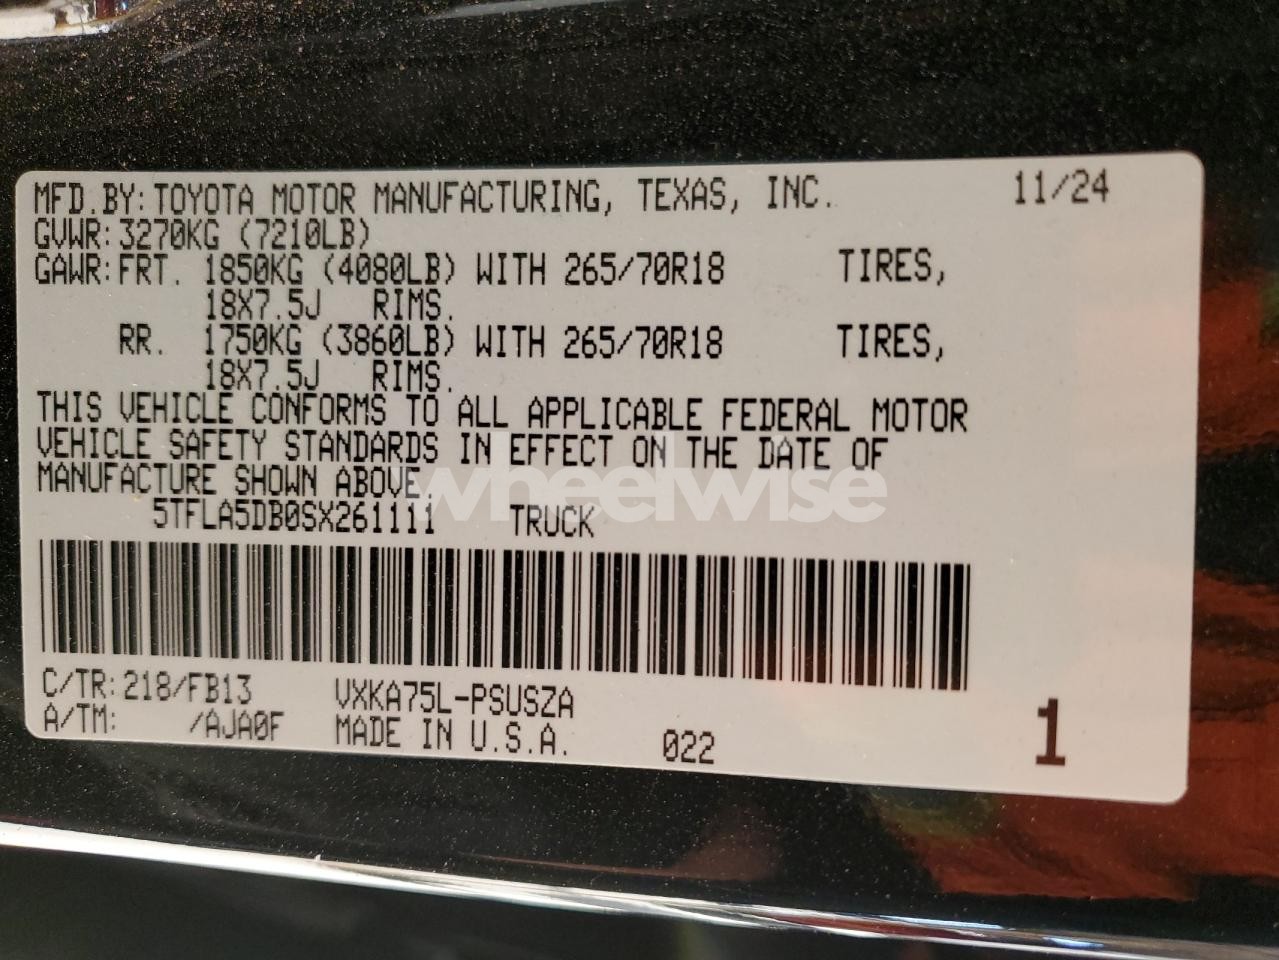 MFD.BY: TOYOTA MOTOR MANUFACTURING, TEXAS, INC. 11/24
GVWR: 3270KG (7210LB)
GAWR: FRT. 1850KG (4080LB) WITH 265/70R18 TIRES,
18X7.5J RIMS.
RR. 1750KG (3860LB) WITH 265/70R18 TIRES,
18X7.5J RIMS.
THIS VEHICLE CONFORMS TO ALL APPLICABLE FEDERAL MOTOR
VEHICLE SAFETY STANDARDS IN EFFECT ON THE DATE OF
MANUFACTURE SHOWN ABOVE.
wheelwise
5TFLA5DB0SX261111 TRUCK
C/TR: 218/FB13 VXKA75L-PSUSZA
A/TM: /AJA0F MADE IN U.S.A. 022 1